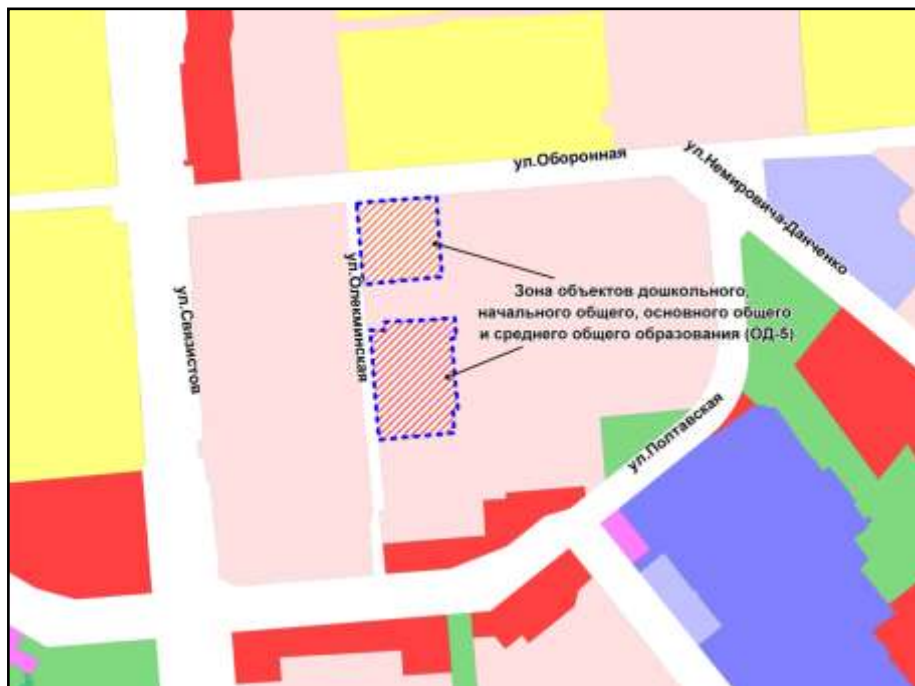 ул.Оборонная
ул.Немировича-Данченко
ул.Связистов
ул.Олекминская
Зона объектов дошкольного,
начального общего, основного общего
и среднего общего образования (ОД-5)
ул.Полтавская